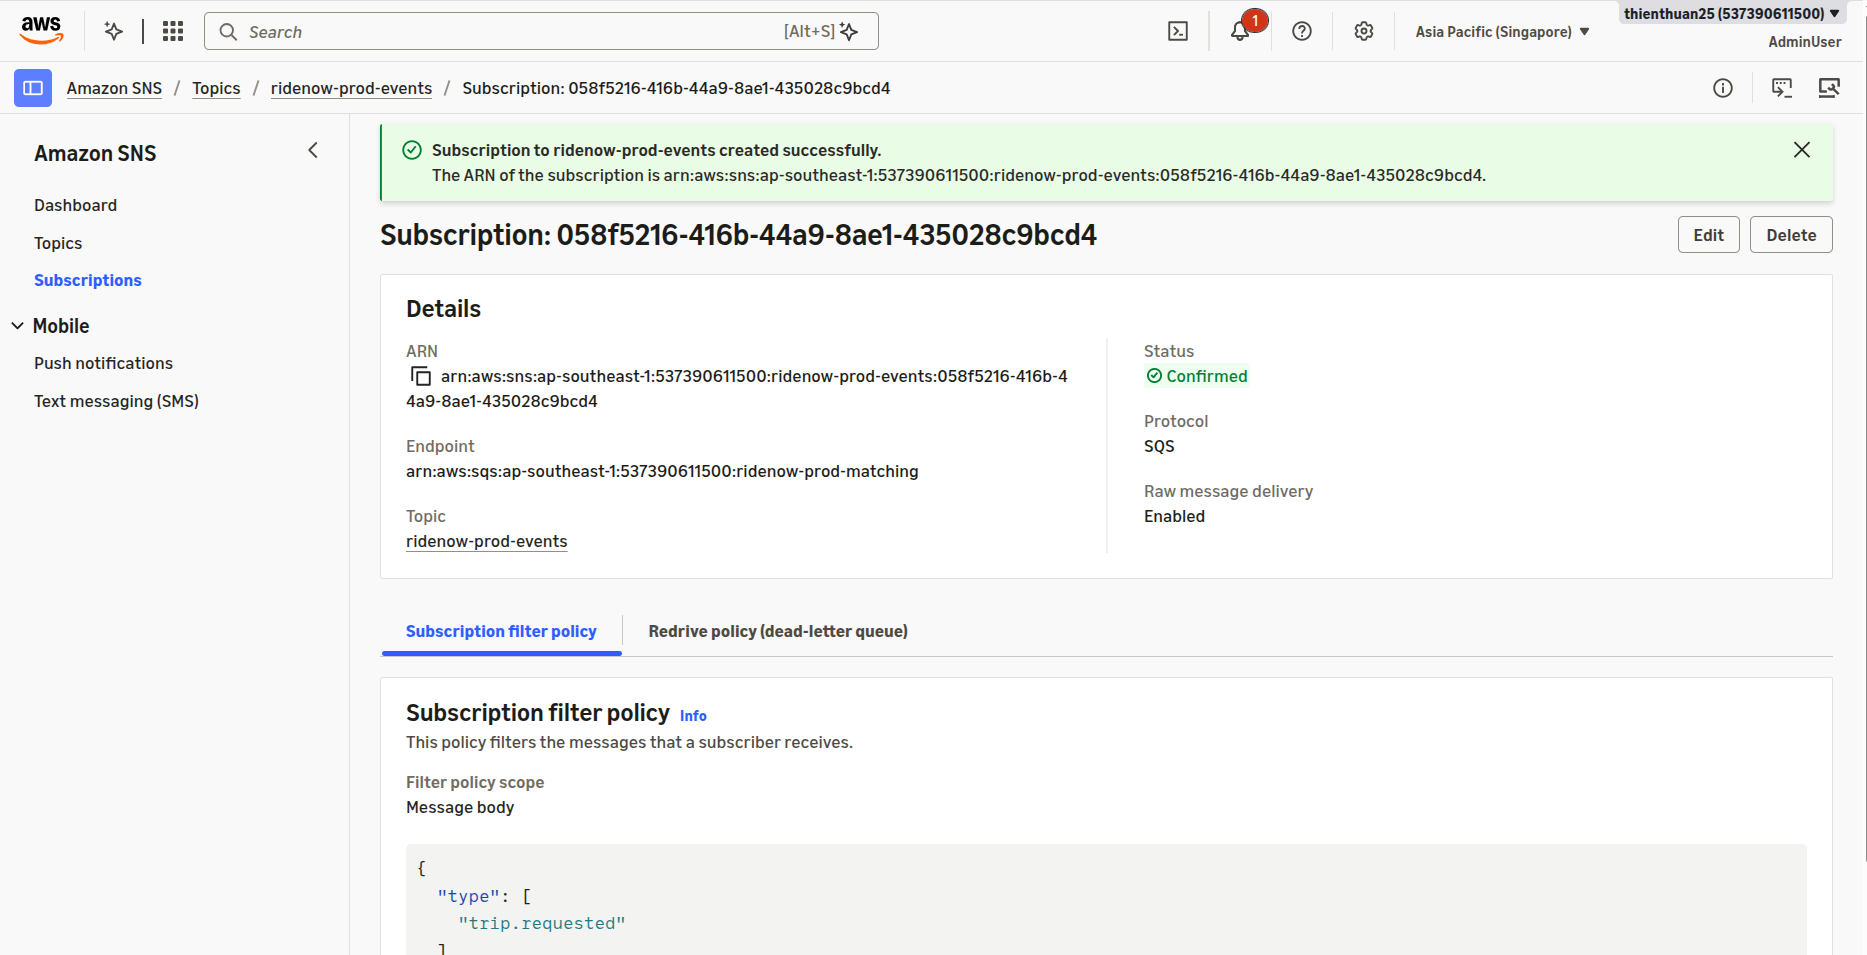 aws
Search
[Alt+S]
1
Asia Pacific (Singapore)
thienthuan25 (537390611500)
AdminUser
Amazon SNS / Topics / ridenow-prod-events / Subscription: 058f5216-416b-44a9-8ae1-435028c9bcd4
Amazon SNS
Dashboard
Topics
Subscriptions
Mobile
Push notifications
Text messaging (SMS)
Subscription to ridenow-prod-events created successfully.
The ARN of the subscription is arn:aws:sns:ap-southeast-1:537390611500:ridenow-prod-events:058f5216-416b-44a9-8ae1-435028c9bcd4.
Subscription: 058f5216-416b-44a9-8ae1-435028c9bcd4
Edit
Delete
Details
ARN
arn:aws:sns:ap-southeast-1:537390611500:ridenow-prod-events:058f5216-416b-4
4a9-8ae1-435028c9bcd4
Endpoint
arn:aws:sqs:ap-southeast-1:537390611500:ridenow-prod-matching
Topic
ridenow-prod-events
Status
Confirmed
Protocol
SQS
Raw message delivery
Enabled
Subscription filter policy
Redrive policy (dead-letter queue)
Subscription filter policy Info
This policy filters the messages that a subscriber receives.
Filter policy scope
Message body
{
"type": [
"trip.requested"
]